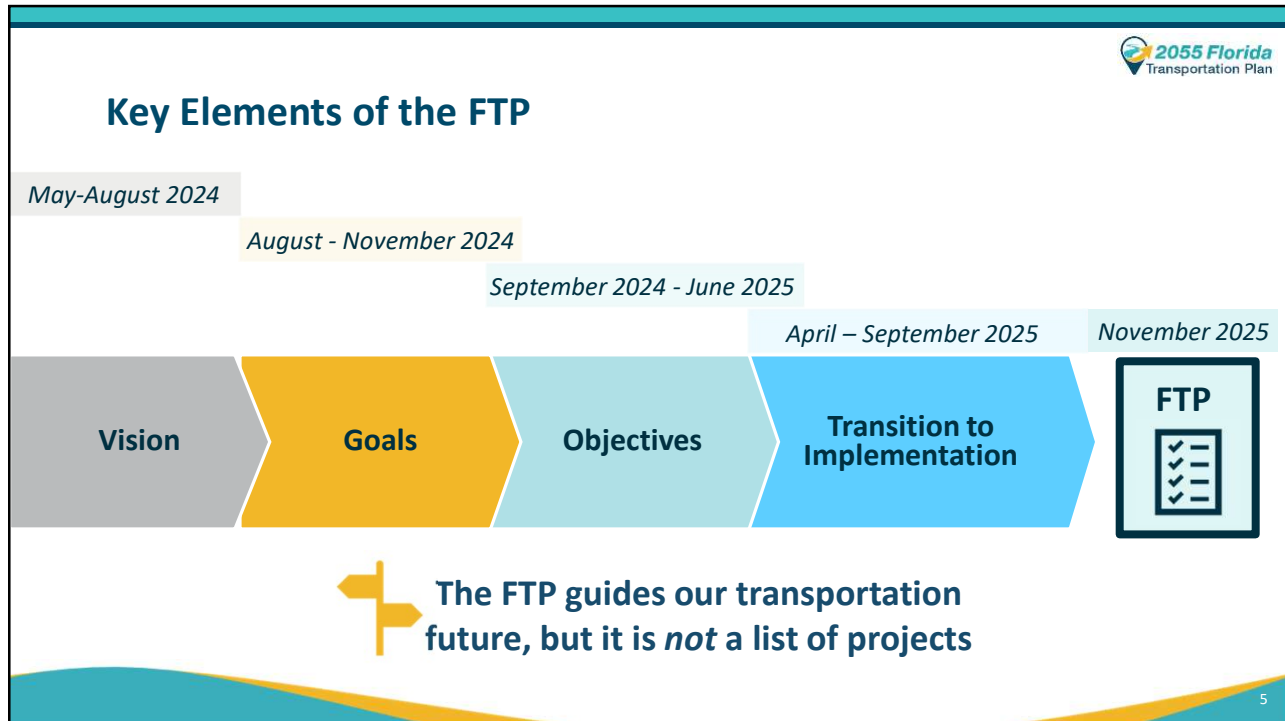 2055 Florida
Transportation Plan
Key Elements of the FTP
May-August 2024
August - November 2024
September 2024 - June 2025
April – September 2025
November 2025
Vision
Goals
Objectives
Transition to
Implementation
FTP
The FTP guides our transportation
future, but it is not a list of projects
5